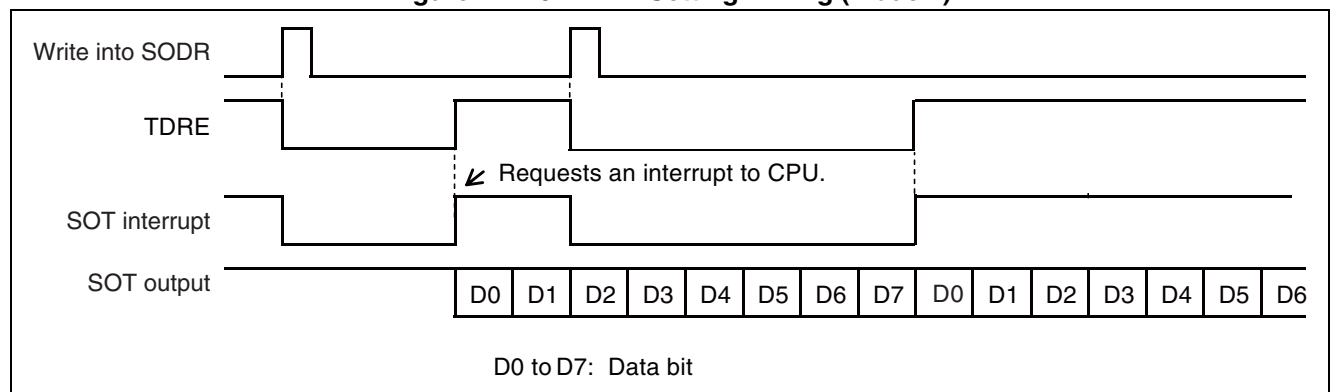 Write into SODR
TDRE
Requests an interrupt to CPU.
SOT interrupt
SOT output
D0 D1 D2 D3 D4 D5 D6 D7 D0 D1 D2 D3 D4 D5 D6
D0 to D7: Data bit